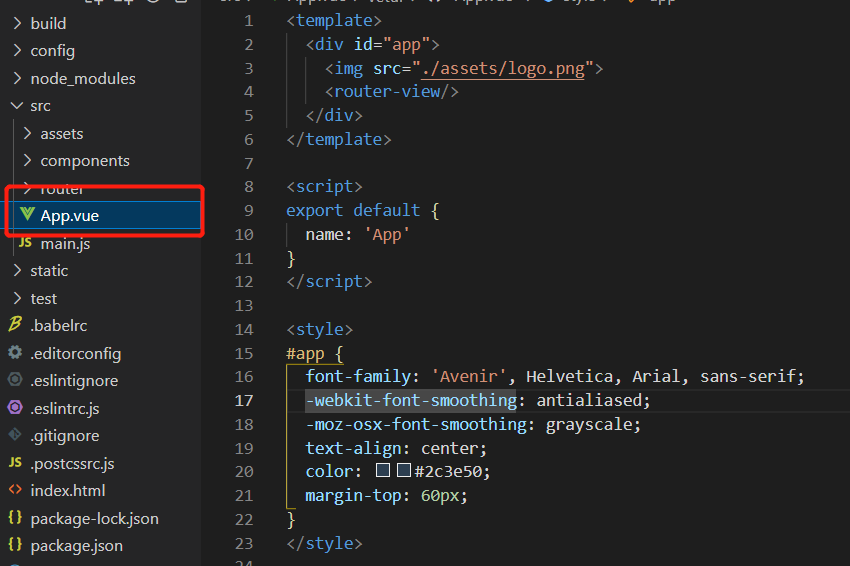 build
config
node_modules
src
assets
components
router
App.vue
main.js
static
test
.babelrc
.editorconfig
.eslintignore
.eslintrc.js
.gitignore
.postcssrc.js
index.html
package-lock.json
package.json
1 <template>
2 <div id="app">
3 <img src="./assets/logo.png">
4 <router-view/>
5 </div>
6 </template>
7
8 <script>
9 export default {
10 name: 'App'
11 }
12 </script>
13
14 <style>
15 #app {
16 font-family: 'Avenir', Helvetica, Arial, sans-serif;
17 -webkit-font-smoothing: antialiased;
18 -moz-osx-font-smoothing: grayscale;
19 text-align: center;
20 color: #2c3e50;
21 margin-top: 60px;
22 }
23 </style>